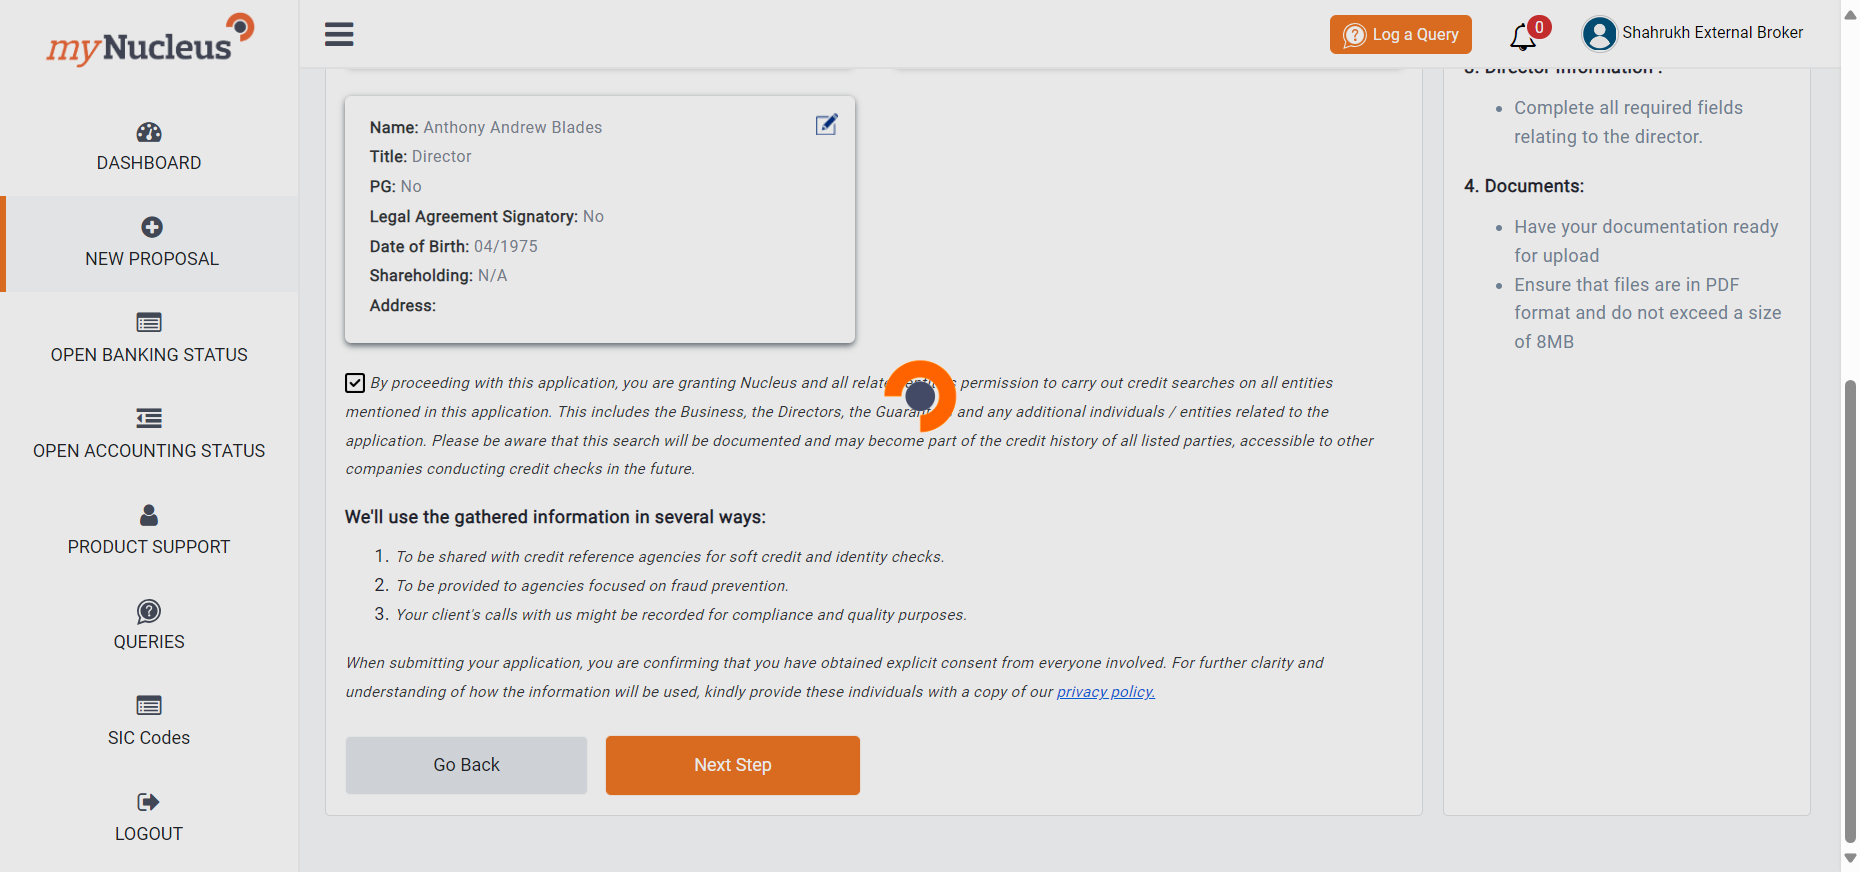 myNucleus
DASHBOARD
NEW PROPOSAL
OPEN BANKING STATUS
OPEN ACCOUNTING STATUS
PRODUCT SUPPORT
QUERIES
SIC Codes
LOGOUT
Log a Query
0
Shahrukh External Broker
Name: Anthony Andrew Blades
Title: Director
PG: No
Legal Agreement Signatory: No
Date of Birth: 04/1975
Shareholding: N/A
Address:
By proceeding with this application, you are granting Nucleus and all related entities permission to carry out credit searches on all entities
mentioned in this application. This includes the Business, the Directors, the Guarantors and any additional individuals / entities related to the
application. Please be aware that this search will be documented and may become part of the credit history of all listed parties, accessible to other
companies conducting credit checks in the future.
We'll use the gathered information in several ways:
1. To be shared with credit reference agencies for soft credit and identity checks.
2. To be provided to agencies focused on fraud prevention.
3. Your client's calls with us might be recorded for compliance and quality purposes.
When submitting your application, you are confirming that you have obtained explicit consent from everyone involved. For further clarity and
understanding of how the information will be used, kindly provide these individuals with a copy of our privacy policy.
Go Back
Next Step
3. Director Information :
Complete all required fields
relating to the director.
4. Documents:
Have your documentation ready
for upload
Ensure that files are in PDF
format and do not exceed a size
of 8MB